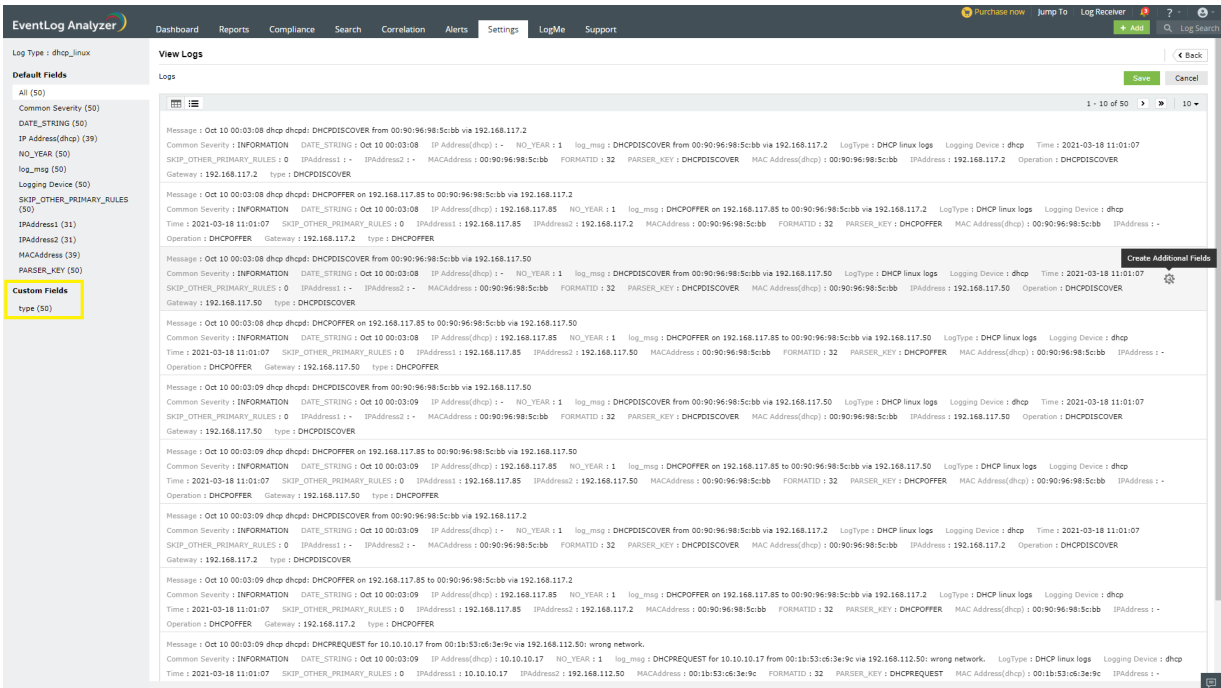 Purchase now Jump To Log Receiver ?
EventLog Analyzer
Dashboard Reports Compliance Search Correlation Alerts Settings LogMe Support
+ Add Log Search
Log Type : dhcp_linux
View Logs
Back
Default Fields
Logs
Save Cancel
All (50)
1 - 10 of 50 10
Common Severity (50)
DATE_STRING (50)
IP Address(dhcp) (39)
NO_YEAR (50)
log_msg (50)
Logging Device (50)
SKIP_OTHER_PRIMARY_RULES
(50)
IPAddress1 (31)
IPAddress2 (31)
MACAddress (39)
PARSER_KEY (50)
Custom Fields
type (50)
Message : Oct 10 00:03:08 dhcp dhcpd: DHCPDISCOVER from 00:90:96:98:5c:bb via 192.168.117.2
Common Severity : INFORMATION DATE_STRING : Oct 10 00:03:08 IP Address(dhcp) : - NO_YEAR : 1 log_msg : DHCPDISCOVER from 00:90:96:98:5c:bb via 192.168.117.2 LogType : DHCP linux logs Logging Device : dhcp Time : 2021-03-18 11:01:07
SKIP_OTHER_PRIMARY_RULES : 0 IPAddress1 : - IPAddress2 : - MACAddress : 00:90:96:98:5c:bb FORMATID : 32 PARSER_KEY : DHCPDISCOVER MAC Address(dhcp) : 00:90:96:98:5c:bb IPAddress : 192.168.117.2 Operation : DHCPDISCOVER
Gateway : 192.168.117.2 type : DHCPDISCOVER
Message : Oct 10 00:03:08 dhcp dhcpd: DHCPOFFER on 192.168.117.85 to 00:90:96:98:5c:bb via 192.168.117.2
Common Severity : INFORMATION DATE_STRING : Oct 10 00:03:08 IP Address(dhcp) : 192.168.117.85 NO_YEAR : 1 log_msg : DHCPOFFER on 192.168.117.85 to 00:90:96:98:5c:bb via 192.168.117.2 LogType : DHCP linux logs Logging Device : dhcp
Time : 2021-03-18 11:01:07 SKIP_OTHER_PRIMARY_RULES : 0 IPAddress1 : 192.168.117.85 IPAddress2 : 192.168.117.2 MACAddress : 00:90:96:98:5c:bb FORMATID : 32 PARSER_KEY : DHCPOFFER MAC Address(dhcp) : 00:90:96:98:5c:bb IPAddress : -
Operation : DHCPOFFER Gateway : 192.168.117.2 type : DHCPOFFER
Message : Oct 10 00:03:08 dhcp dhcpd: DHCPDISCOVER from 00:90:96:98:5c:bb via 192.168.117.50
Create Additional Fields
Common Severity : INFORMATION DATE_STRING : Oct 10 00:03:08 IP Address(dhcp) : - NO_YEAR : 1 log_msg : DHCPDISCOVER from 00:90:96:98:5c:bb via 192.168.117.50 LogType : DHCP linux logs Logging Device : dhcp Time : 2021-03-18 11:01:07
SKIP_OTHER_PRIMARY_RULES : 0 IPAddress1 : - IPAddress2 : - MACAddress : 00:90:96:98:5c:bb FORMATID : 32 PARSER_KEY : DHCPDISCOVER MAC Address(dhcp) : 00:90:96:98:5c:bb IPAddress : 192.168.117.50 Operation : DHCPDISCOVER
Gateway : 192.168.117.50 type : DHCPDISCOVER
Message : Oct 10 00:03:08 dhcp dhcpd: DHCPOFFER on 192.168.117.85 to 00:90:96:98:5c:bb via 192.168.117.50
Common Severity : INFORMATION DATE_STRING : Oct 10 00:03:08 IP Address(dhcp) : 192.168.117.85 NO_YEAR : 1 log_msg : DHCPOFFER on 192.168.117.85 to 00:90:96:98:5c:bb via 192.168.117.50 LogType : DHCP linux logs Logging Device : dhcp
Time : 2021-03-18 11:01:07 SKIP_OTHER_PRIMARY_RULES : 0 IPAddress1 : 192.168.117.85 IPAddress2 : 192.168.117.50 MACAddress : 00:90:96:98:5c:bb FORMATID : 32 PARSER_KEY : DHCPOFFER MAC Address(dhcp) : 00:90:96:98:5c:bb IPAddress : -
Operation : DHCPOFFER Gateway : 192.168.117.50 type : DHCPOFFER
Message : Oct 10 00:03:09 dhcp dhcpd: DHCPDISCOVER from 00:90:96:98:5c:bb via 192.168.117.50
Common Severity : INFORMATION DATE_STRING : Oct 10 00:03:09 IP Address(dhcp) : - NO_YEAR : 1 log_msg : DHCPDISCOVER from 00:90:96:98:5c:bb via 192.168.117.50 LogType : DHCP linux logs Logging Device : dhcp Time : 2021-03-18 11:01:07
SKIP_OTHER_PRIMARY_RULES : 0 IPAddress1 : - IPAddress2 : - MACAddress : 00:90:96:98:5c:bb FORMATID : 32 PARSER_KEY : DHCPDISCOVER MAC Address(dhcp) : 00:90:96:98:5c:bb IPAddress : 192.168.117.50 Operation : DHCPDISCOVER
Gateway : 192.168.117.50 type : DHCPDISCOVER
Message : Oct 10 00:03:09 dhcp dhcpd: DHCPOFFER on 192.168.117.85 to 00:90:96:98:5c:bb via 192.168.117.50
Common Severity : INFORMATION DATE_STRING : Oct 10 00:03:09 IP Address(dhcp) : 192.168.117.85 NO_YEAR : 1 log_msg : DHCPOFFER on 192.168.117.85 to 00:90:96:98:5c:bb via 192.168.117.50 LogType : DHCP linux logs Logging Device : dhcp
Time : 2021-03-18 11:01:07 SKIP_OTHER_PRIMARY_RULES : 0 IPAddress1 : 192.168.117.85 IPAddress2 : 192.168.117.50 MACAddress : 00:90:96:98:5c:bb FORMATID : 32 PARSER_KEY : DHCPOFFER MAC Address(dhcp) : 00:90:96:98:5c:bb IPAddress : -
Operation : DHCPOFFER Gateway : 192.168.117.50 type : DHCPOFFER
Message : Oct 10 00:03:09 dhcp dhcpd: DHCPDISCOVER from 00:90:96:98:5c:bb via 192.168.117.2
Common Severity : INFORMATION DATE_STRING : Oct 10 00:03:09 IP Address(dhcp) : - NO_YEAR : 1 log_msg : DHCPDISCOVER from 00:90:96:98:5c:bb via 192.168.117.2 LogType : DHCP linux logs Logging Device : dhcp Time : 2021-03-18 11:01:07
SKIP_OTHER_PRIMARY_RULES : 0 IPAddress1 : - IPAddress2 : - MACAddress : 00:90:96:98:5c:bb FORMATID : 32 PARSER_KEY : DHCPDISCOVER MAC Address(dhcp) : 00:90:96:98:5c:bb IPAddress : 192.168.117.2 Operation : DHCPDISCOVER
Gateway : 192.168.117.2 type : DHCPDISCOVER
Message : Oct 10 00:03:09 dhcp dhcpd: DHCPOFFER on 192.168.117.85 to 00:90:96:98:5c:bb via 192.168.117.2
Common Severity : INFORMATION DATE_STRING : Oct 10 00:03:09 IP Address(dhcp) : 192.168.117.85 NO_YEAR : 1 log_msg : DHCPOFFER on 192.168.117.85 to 00:90:96:98:5c:bb via 192.168.117.2 LogType : DHCP linux logs Logging Device : dhcp
Time : 2021-03-18 11:01:07 SKIP_OTHER_PRIMARY_RULES : 0 IPAddress1 : 192.168.117.85 IPAddress2 : 192.168.117.2 MACAddress : 00:90:96:98:5c:bb FORMATID : 32 PARSER_KEY : DHCPOFFER MAC Address(dhcp) : 00:90:96:98:5c:bb IPAddress : -
Operation : DHCPOFFER Gateway : 192.168.117.2 type : DHCPOFFER
Message : Oct 10 00:03:09 dhcp dhcpd: DHCPREQUEST for 10.10.10.17 from 00:1b:53:c6:3e:9c via 192.168.112.50: wrong network.
Common Severity : INFORMATION DATE_STRING : Oct 10 00:03:09 IP Address(dhcp) : 10.10.10.17 NO_YEAR : 1 log_msg : DHCPREQUEST for 10.10.10.17 from 00:1b:53:c6:3e:9c via 192.168.112.50: wrong network. LogType : DHCP linux logs Logging Device : dhcp
Time : 2021-03-18 11:01:07 SKIP_OTHER_PRIMARY_RULES : 0 IPAddress1 : 10.10.10.17 IPAddress2 : 192.168.112.50 MACAddress : 00:1b:53:c6:3e:9c FORMATID : 32 PARSER_KEY : DHCPREQUEST MAC Address(dhcp) : 00:1b:53:c6:3e:9c IPAddress : -